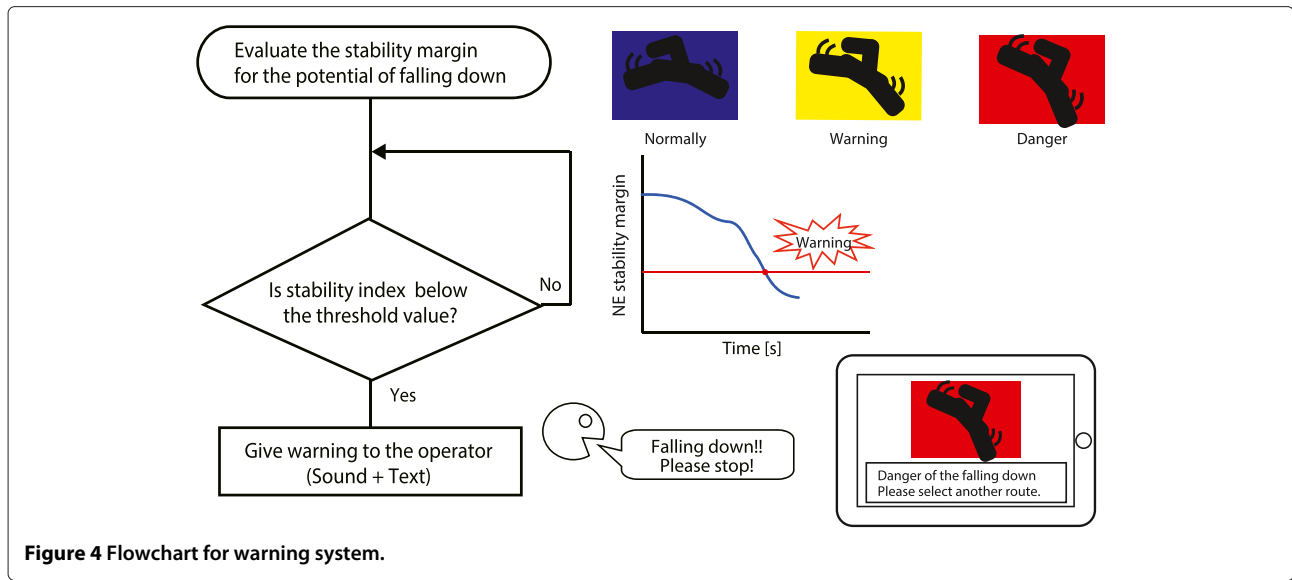 Evaluate the stability margin
for the potential of falling down
Is stability index below
the threshold value?
No
Yes
Give warning to the operator
(Sound + Text)
Normally
Warning
Danger
NE stability margin
Warning
Time [s]
Falling down!!
Please stop!
Danger of the falling down
Please select another route.
Figure 4 Flowchart for warning system.